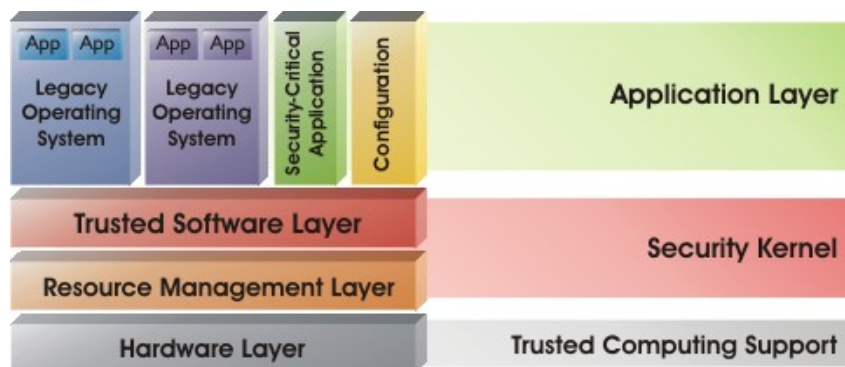 App App
Legacy
Operating
System
App App
Legacy
Operating
System
Security-Critical
Application
Configuration
Application Layer
Trusted Software Layer
Security Kernel
Resource Management Layer
Hardware Layer
Trusted Computing Support